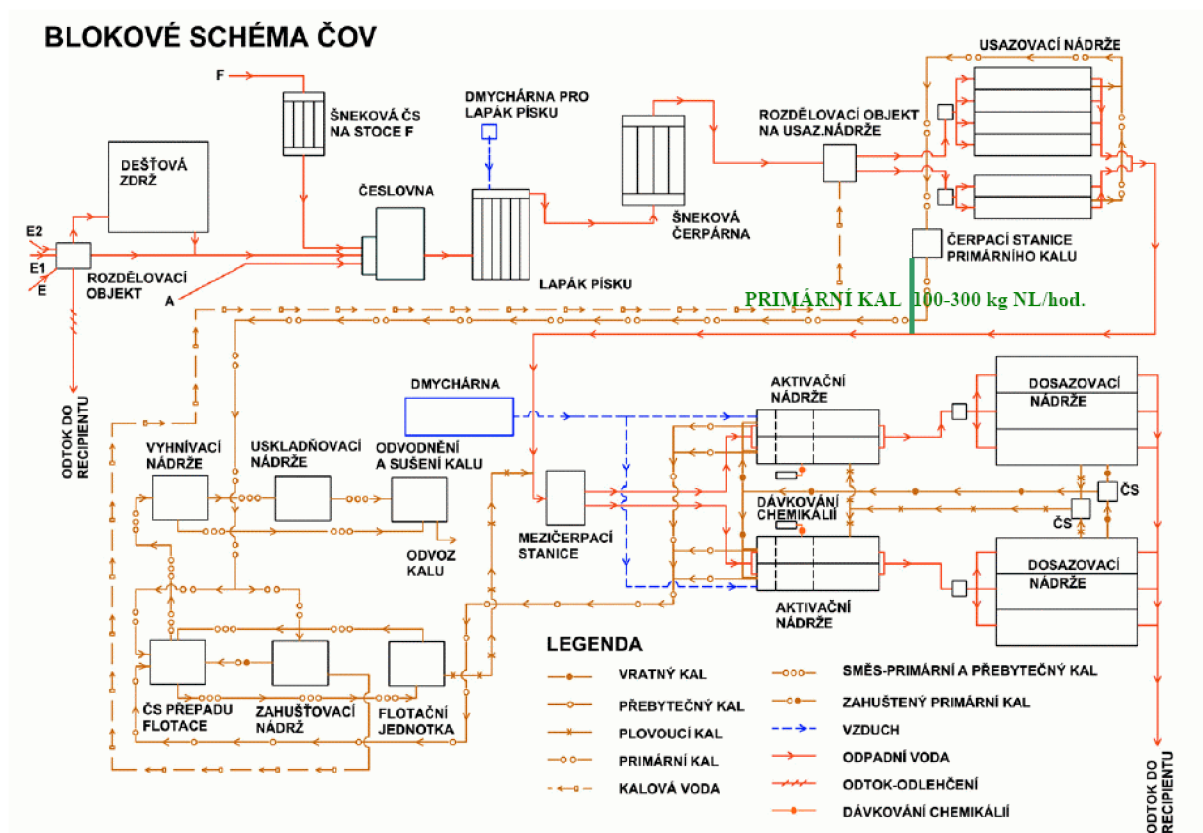 BLOKOVÉ SCHÉMA ČOV
F
ŠNEKOVÁ ČS
NA STOCE F
DMYCHÁRNA PRO
LAPÁK PÍSKU
ROZDĚLOVACÍ OBJEKT
NA USAZ.NÁDRŽE
USAZOVACÍ NÁDRŽE
DEŠŤOVÁ
ZDRŽ
ČESLOVNA
ŠNEKOVÁ
ČERPÁRNA
E2
E1
E
ROZDĚLOVACÍ
OBJEKT
A
LAPÁK PÍSKU
ČERPACÍ STANICE
PRIMÁRNÍHO KALU
PRIMÁRNÍ KAL 100-300 kg NL/hod.
ODTOK DO
RECIPIENTU
DMYCHÁRNA
AKTIVAČNÍ
NÁDRŽE
DOSAZOVACÍ
NÁDRŽE
VYHNÍVACÍ
NÁDRŽE
USKLADŇOVACÍ
NÁDRŽE
ODVODNĚNÍ
A SUŠENÍ KALU
DÁVKOVÁNÍ
CHEMIKÁLIÍ
ČS
ČS
MEZIČERPACÍ
STANICE
ODVOZ
KALU
DOSAZOVACÍ
NÁDRŽE
AKTIVAČNÍ
NÁDRŽE
ČS PŘEPADU
FLOTACE
ZAHUŠŤOVACÍ
NÁDRŽ
FLOTAČNÍ
JEDNOTKA
LEGENDA
VRATNÝ KAL
PŘEBYTEČNÝ KAL
PLOVOUCÍ KAL
PRIMÁRNÍ KAL
KALOVÁ VODA
SMĚS-PRIMÁRNÍ A PŘEBYTEČNÝ KAL
ZAHUŠTENÝ PRIMÁRNÍ KAL
VZDUCH
ODPADNÍ VODA
ODTOK-ODLEHČENÍ
DÁVKOVÁNÍ CHEMIKÁLIÍ
ODTOK DO
RECIPIENTU